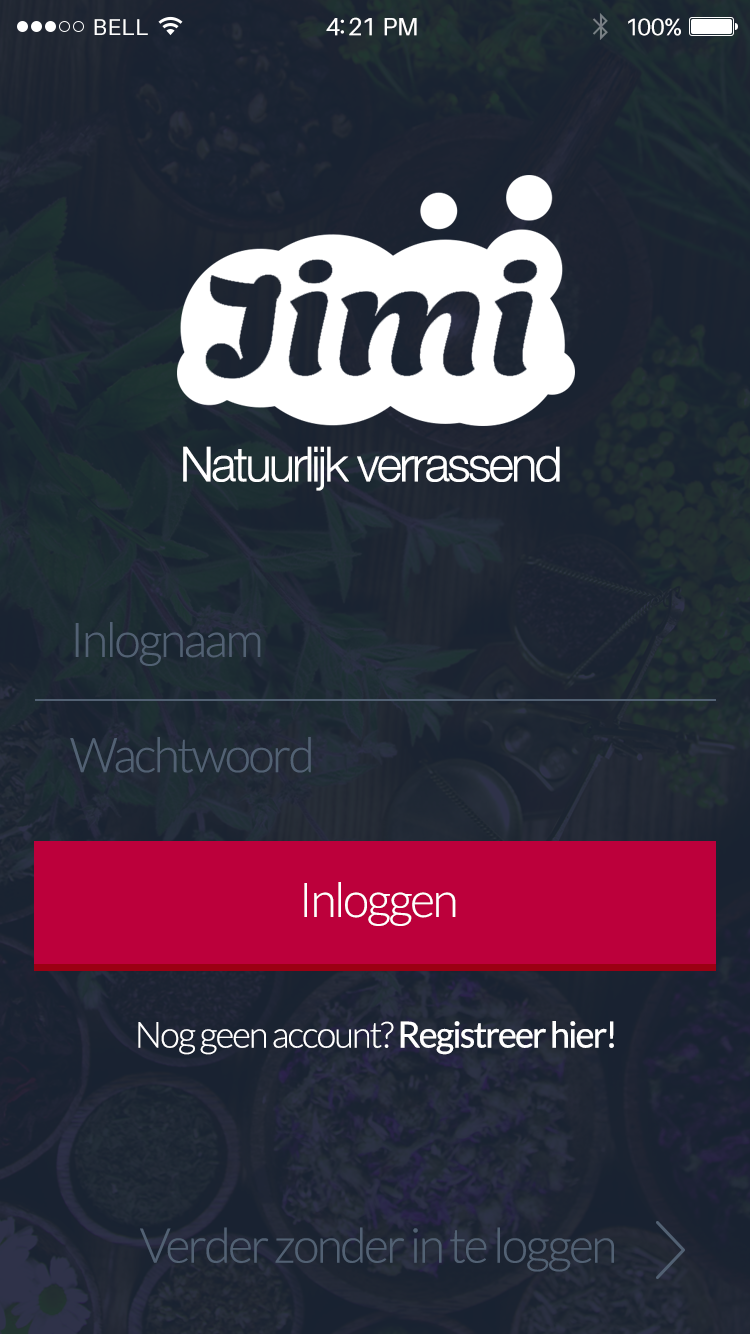 BELL 4:21 PM 100%
Jimi
Natuurlijk verrassend
Inlognaam
Wachtwoord
Inloggen
Nog geen account? Registreer hier!
Verder zonder in te loggen